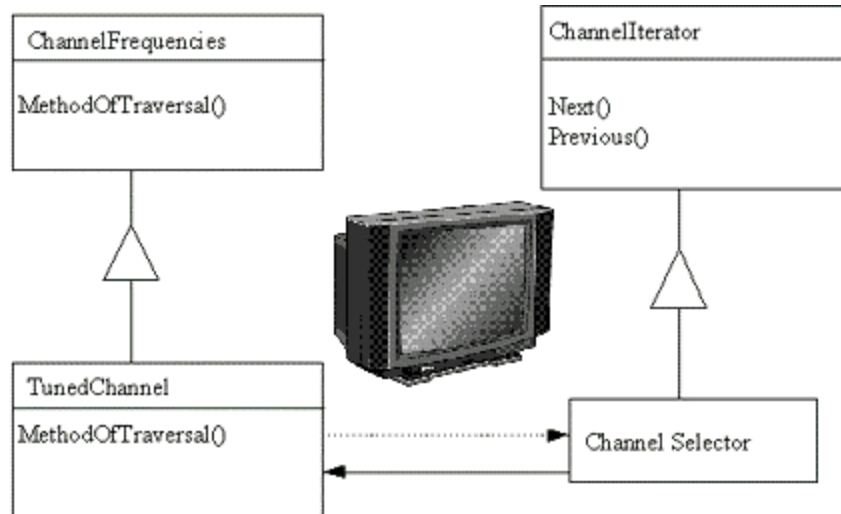 ChannelFrequencies
MethodOfTraversal()
ChannelIterator
Next()
Previous()
TunedChannel
MethodOfTraversal()
Channel Selector